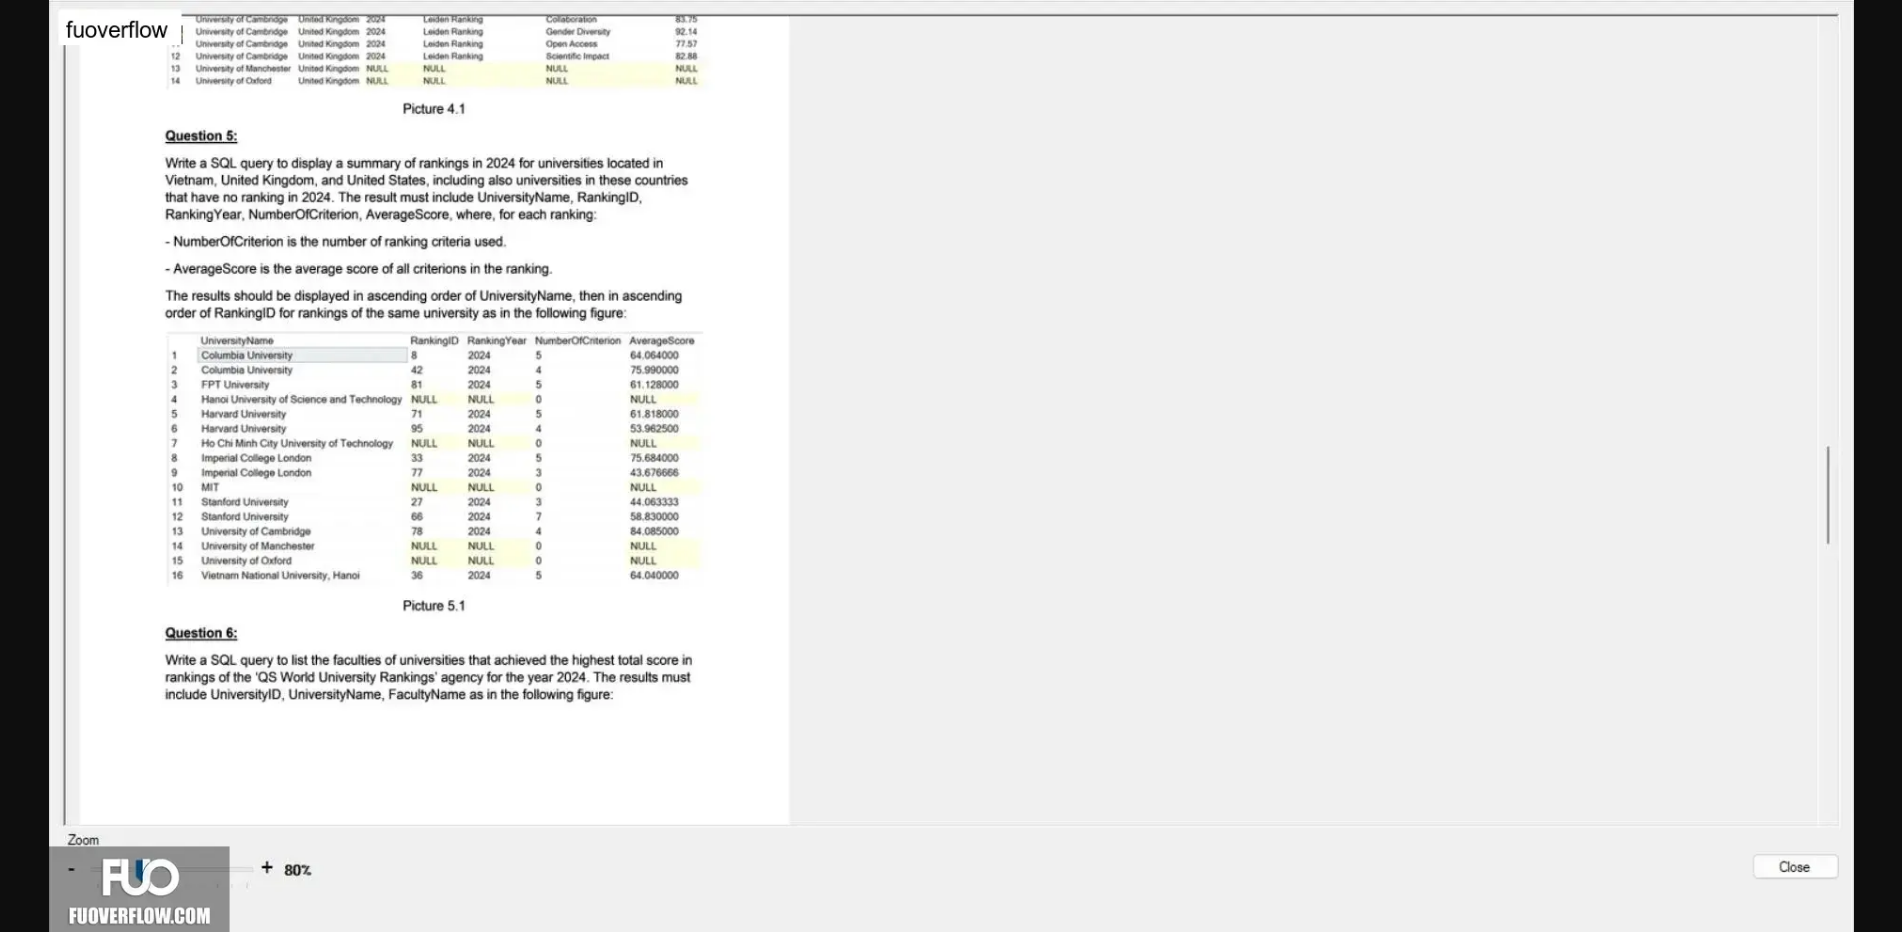 fuoverflow
University of Cambridge United Kingdom 2024 Leiden Ranking Collaboration 83.75
University of Cambridge United Kingdom 2024 Leiden Ranking Gender Diversity 92.14
University of Cambridge United Kingdom 2024 Leiden Ranking Open Access 77.57
12 University of Cambridge United Kingdom 2024 Leiden Ranking Scientific Impact 82.88
13 University of Manchester United Kingdom NULL NULL NULL NULL
14 University of Oxford United Kingdom NULL NULL NULL NULL
Picture 4.1
Question 5:
Write a SQL query to display a summary of rankings in 2024 for universities located in
Vietnam, United Kingdom, and United States, including also universities in these countries
that have no ranking in 2024. The result must include UniversityName, RankingID,
RankingYear, NumberOfCriterion, AverageScore, where, for each ranking:
- NumberOfCriterion is the number of ranking criteria used.
- AverageScore is the average score of all criterions in the ranking.
The results should be displayed in ascending order of UniversityName, then in ascending
order of RankingID for rankings of the same university as in the following figure:
UniversityName RankingID RankingYear NumberOfCriterion AverageScore
1 Columbia University 8 2024 5 64.064000
2 Columbia University 42 2024 4 75.990000
3 FPT University 81 2024 5 61.128000
4 Hanoi University of Science and Technology NULL NULL 0 NULL
5 Harvard University 71 2024 5 61.818000
6 Harvard University 95 2024 4 53.962500
7 Ho Chi Minh City University of Technology NULL NULL 0 NULL
8 Imperial College London 33 2024 5 75.684000
9 Imperial College London 77 2024 3 43.676666
10 MIT NULL NULL 0 NULL
11 Stanford University 27 2024 3 44.063333
12 Stanford University 66 2024 7 58.830000
13 University of Cambridge 78 2024 4 84.085000
14 University of Manchester NULL NULL 0 NULL
15 University of Oxford NULL NULL 0 NULL
16 Vietnam National University, Hanoi 36 2024 5 64.040000
Picture 5.1
Question 6:
Write a SQL query to list the faculties of universities that achieved the highest total score in
rankings of the 'QS World University Rankings' agency for the year 2024. The results must
include UniversityID, UniversityName, FacultyName as in the following figure:
Zoom
- + 80%
Close
FUO
FUOVERFLOW.COM